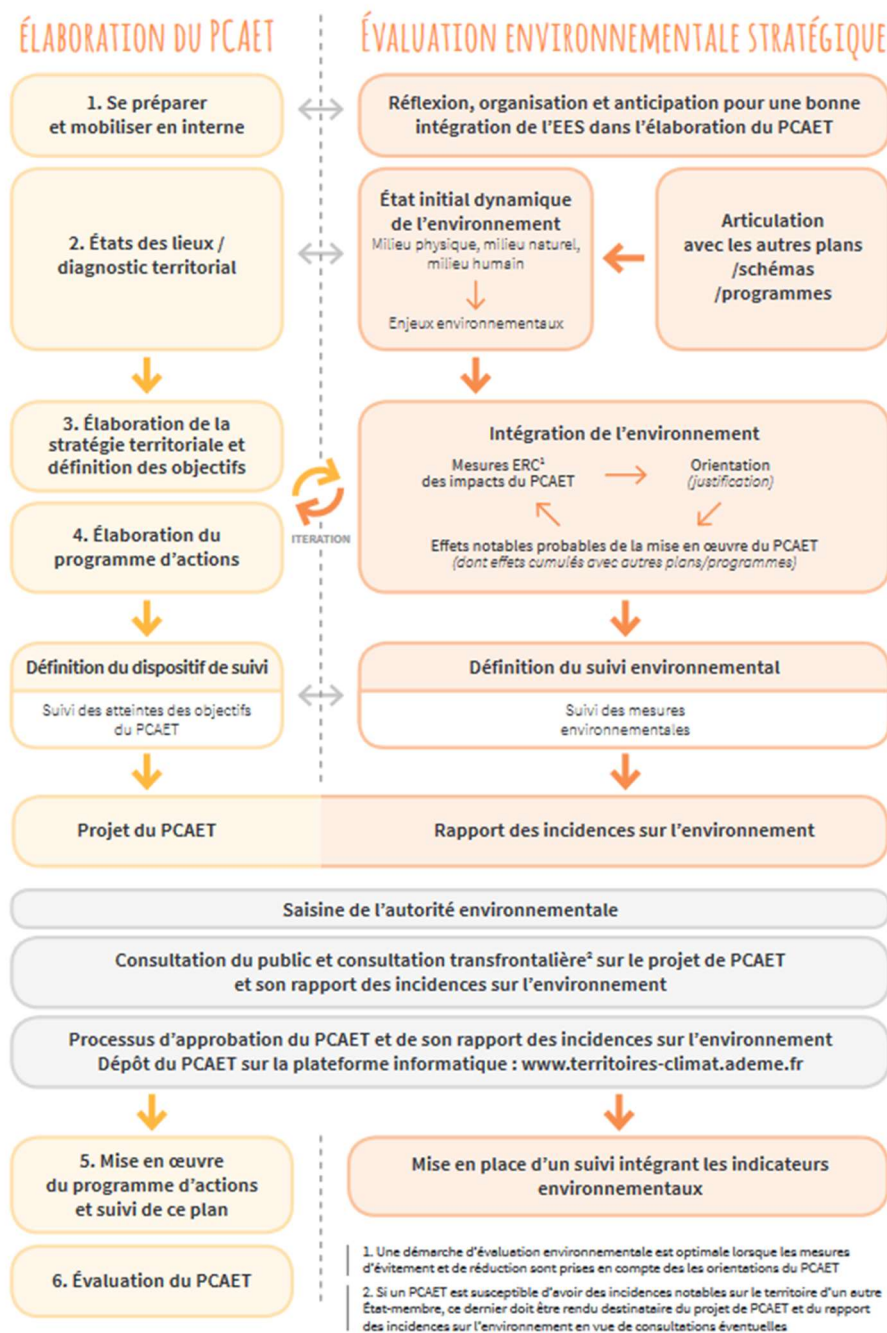 ÉLABORATION DU PCAET
ÉVALUATION ENVIRONNEMENTALE STRATÉGIQUE
1. Se préparer
et mobiliser en interne
Réflexion, organisation et anticipation pour une bonne
intégration de l'EES dans l'élaboration du PCAET
2. États des lieux /
diagnostic territorial
État initial dynamique
de l'environnement
Milieu physique, milieu naturel,
milieu humain
Enjeux environnementaux
Articulation
avec les autres plans
/schémas
/programmes
3. Élaboration de la
stratégie territoriale et
définition des objectifs
4. Élaboration du
programme d'actions
ITERATION
Intégration de l'environnement
Mesures ERC¹
des impacts du PCAET
Orientation
(justification)
Effets notables probables de la mise en œuvre du PCAET
(dont effets cumulés avec autres plans/programmes)
Définition du dispositif de suivi
Suivi des atteintes des objectifs
du PCAET
Définition du suivi environnemental
Suivi des mesures
environnementales
Projet du PCAET
Rapport des incidences sur l'environnement
Saisine de l'autorité environnementale
Consultation du public et consultation transfrontalière² sur le projet de PCAET
et son rapport des incidences sur l'environnement
Processus d'approbation du PCAET et de son rapport des incidences sur l'environnement
Dépôt du PCAET sur la plateforme informatique : www.territoires-climat.ademe.fr
5. Mise en œuvre
du programme d'actions
et suivi de ce plan
Mise en place d'un suivi intégrant les indicateurs
environnementaux
6. Évaluation du PCAET
1. Une démarche d'évaluation environnementale est optimale lorsque les mesures
d'évitement et de réduction sont prises en compte des les orientations du PCAET
2. Si un PCAET est susceptible d'avoir des incidences notables sur le territoire d'un autre
État-membre, ce dernier doit être rendu destinataire du projet de PCAET et du rapport
des incidences sur l'environnement en vue de consultations éventuelles